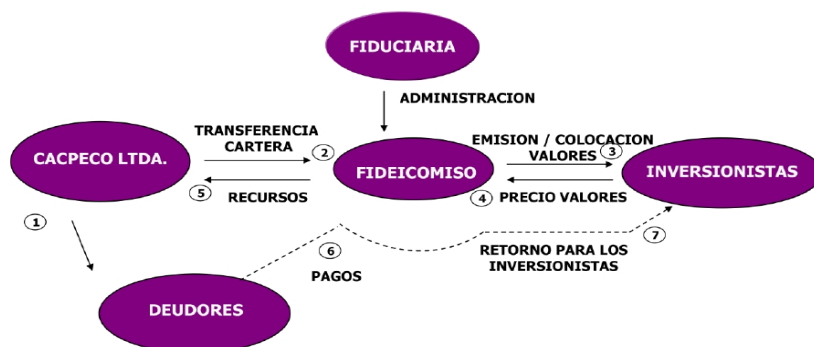 FIDUCIARIA
ADMINISTRACION
TRANSFERENCIA
CARTERA
2
EMISION / COLOCACION
VALORES
3
CACPECO LTDA.
FIDEICOMISO
INVERSIONISTAS
5
RECURSOS
4
PRECIO VALORES
1
6
PAGOS
7
RETORNO PARA LOS
INVERSIONISTAS
DEUDORES